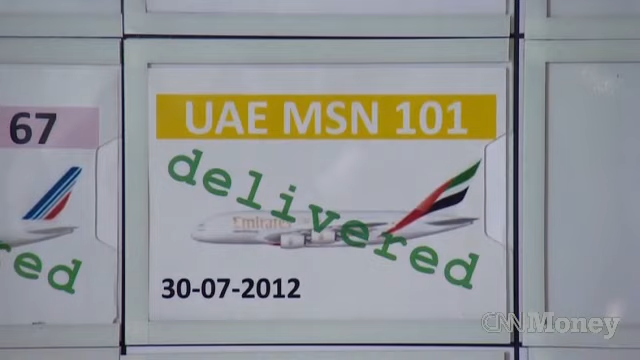 67
UAE MSN 101
delivered
Emirates
30-07-2012
red
CNNMoney